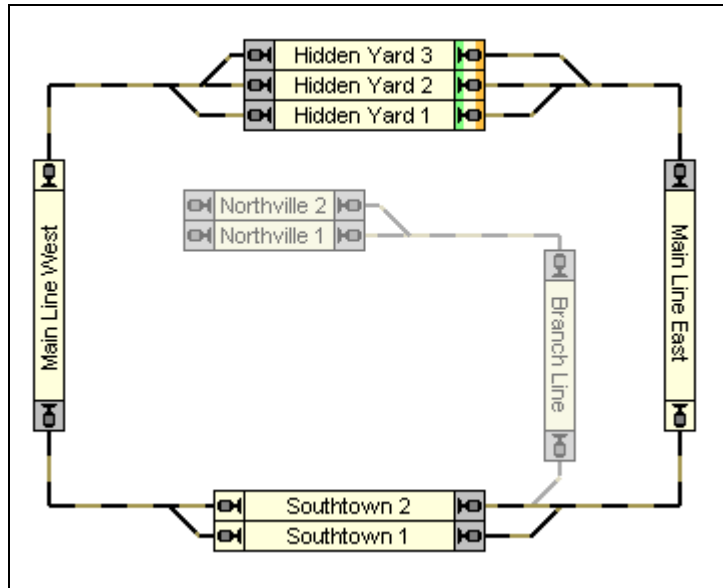 Hidden Yard 3
Hidden Yard 2
Hidden Yard 1
Northville 2
Northville 1
Main Line West
Branch Line
Main Line East
Southtown 2
Southtown 1